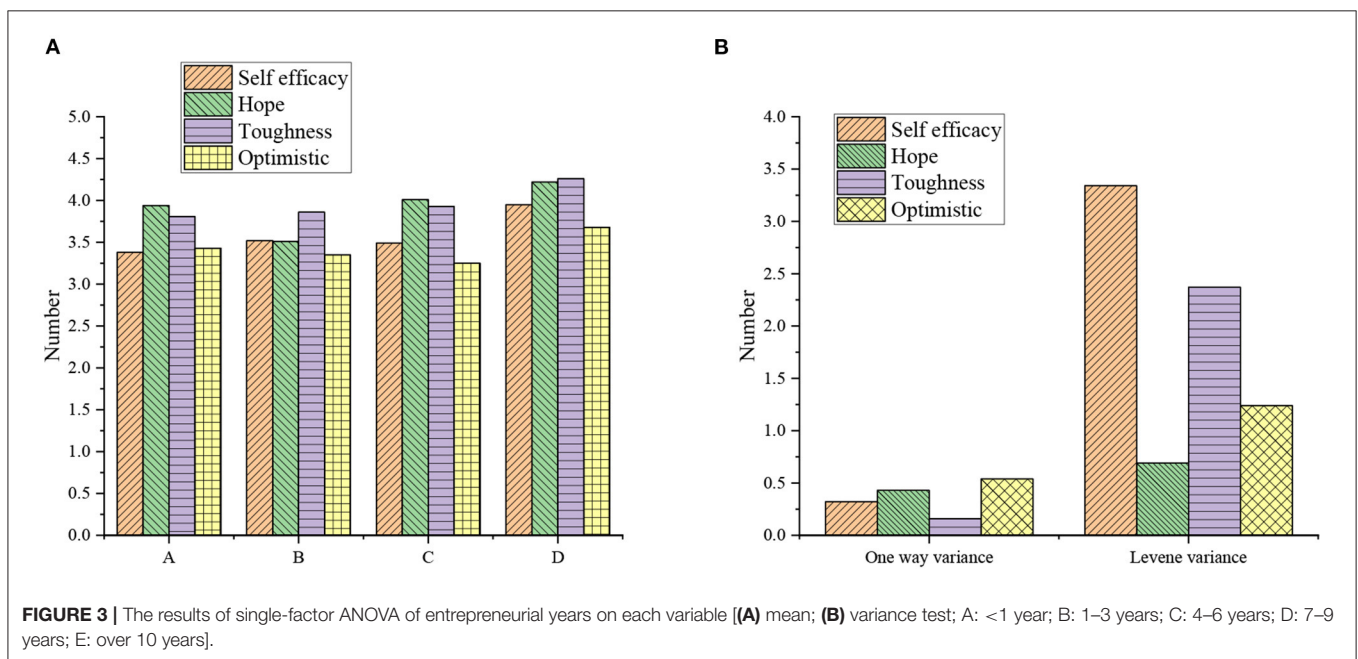 A
Self efficacy
Hope
Toughness
Optimistic
5.0
4.5
4.0
3.5
3.0
2.5
2.0
1.5
1.0
0.5
0.0
Number
A B C D
B
Self efficacy
Hope
Toughness
Optimistic
4.0
3.5
3.0
2.5
2.0
1.5
1.0
0.5
0.0
Number
One way variance Levene variance
FIGURE 3 | The results of single-factor ANOVA of entrepreneurial years on each variable [(A) mean; (B) variance test; A: <1 year; B: 1–3 years; C: 4–6 years; D: 7–9
years; E: over 10 years].